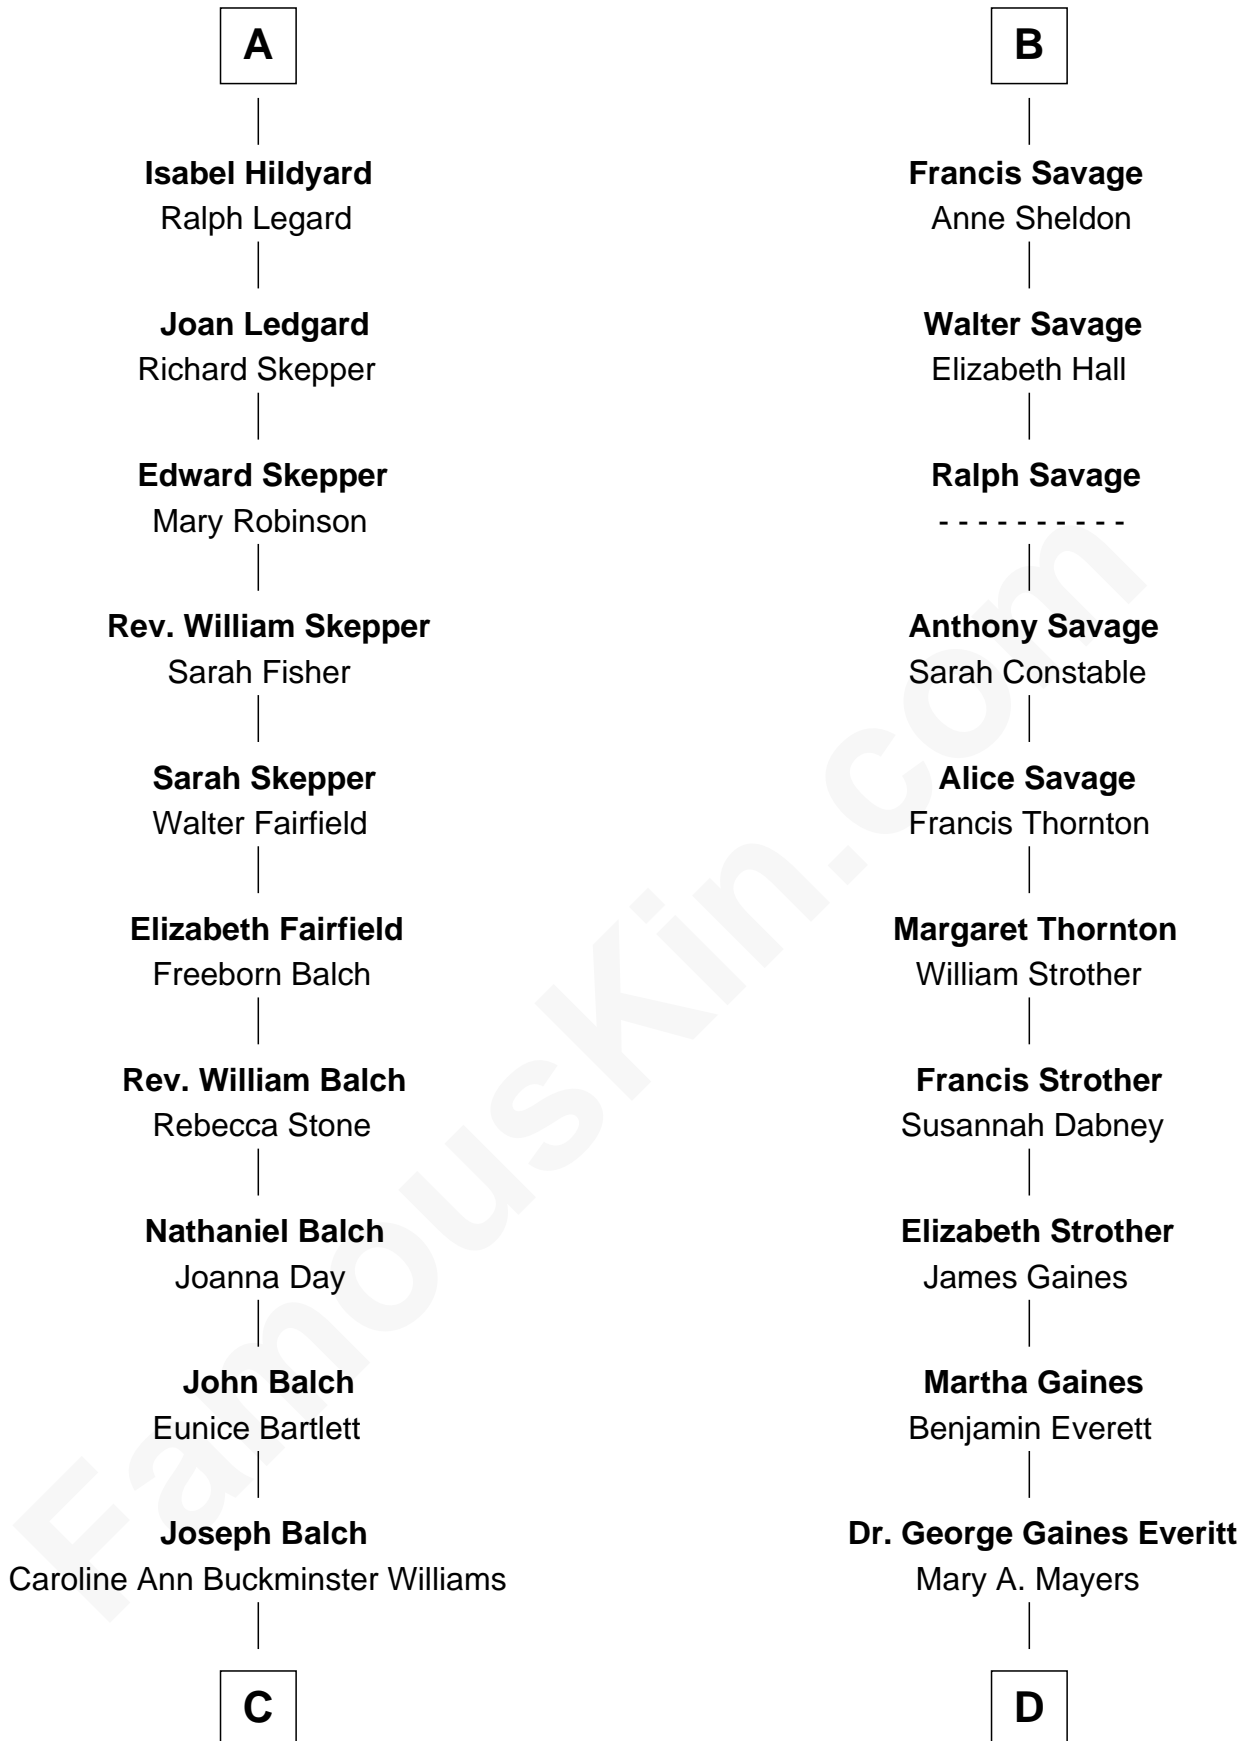 A
Isabel Hildyard
Ralph Legard
Joan Ledgard
Richard Skepper
Edward Skepper
Mary Robinson
Rev. William Skepper
Sarah Fisher
Sarah Skepper
Walter Fairfield
Elizabeth Fairfield
Freeborn Balch
Rev. William Balch
Rebecca Stone
Nathaniel Balch
Joanna Day
John Balch
Eunice Bartlett
Joseph Balch
Caroline Ann Buckminster Williams
C
B
Francis Savage
Anne Sheldon
Walter Savage
Elizabeth Hall
Ralph Savage
- - - - - - - - - -
Anthony Savage
Sarah Constable
Alice Savage
Francis Thornton
Margaret Thornton
William Strother
Francis Strother
Susannah Dabney
Elizabeth Strother
James Gaines
Martha Gaines
Benjamin Everett
Dr. George Gaines Everitt
Mary A. Mayers
D
FamousKin.com